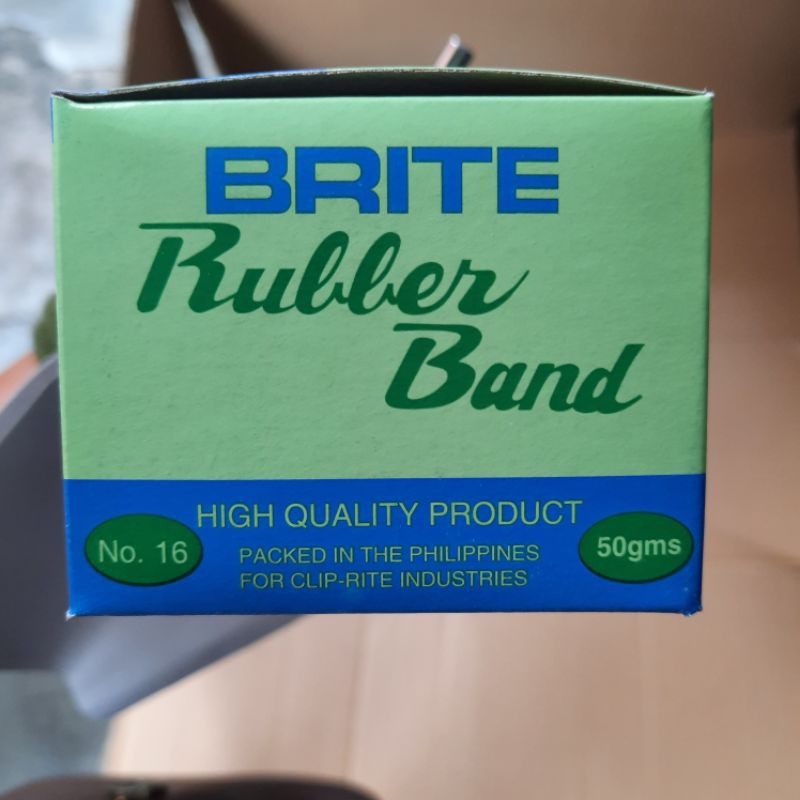 BRITE
Rubber
Band
HIGH QUALITY PRODUCT
No. 16
PACKED IN THE PHILIPPINES
FOR CLIP-RITE INDUSTRIES
50gms